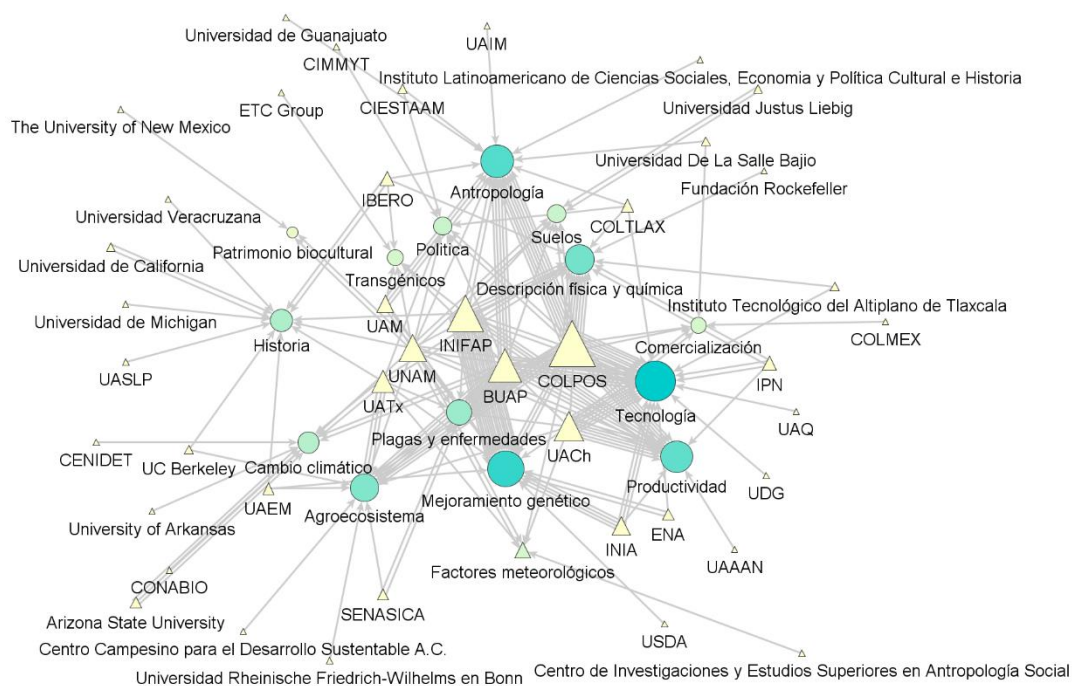 Universidad de Guanajuato
UAIM
CIMMYT
Instituto Latinoamericano de Ciencias Sociales, Economia y Política Cultural e Historia
ETC Group
CIESTAAM
Universidad Justus Liebig
The University of New Mexico
Universidad De La Salle Bajio
Antropología
Fundación Rockefeller
IBERO
Universidad Veracruzana
COLTLAX
Suelos
Politica
Patrimonio biocultural
Universidad de California
Transgénicos
Descripción física y química
Instituto Tecnológico del Altiplano de Tlaxcala
Universidad de Michigan
UAM
INIFAP
Historia
Comercialización
COLMEX
UASLP
UNAM
BUAP
COLPOS
IPN
UATx
Tecnología
UAQ
Plagas y enfermedades
CENIDET
UC Berkeley
Cambio climático
UACh
Productividad
UDG
Mejoramiento genético
UAEM
Agroecosistema
University of Arkansas
INIA
ENA
UAAAN
Factores meteorológicos
CONABIO
SENASICA
Arizona State University
USDA
Centro Campesino para el Desarrollo Sustentable A.C.
Centro de Investigaciones y Estudios Superiores en Antropología Social
Universidad Rheinische Friedrich-Wilhelms en Bonn